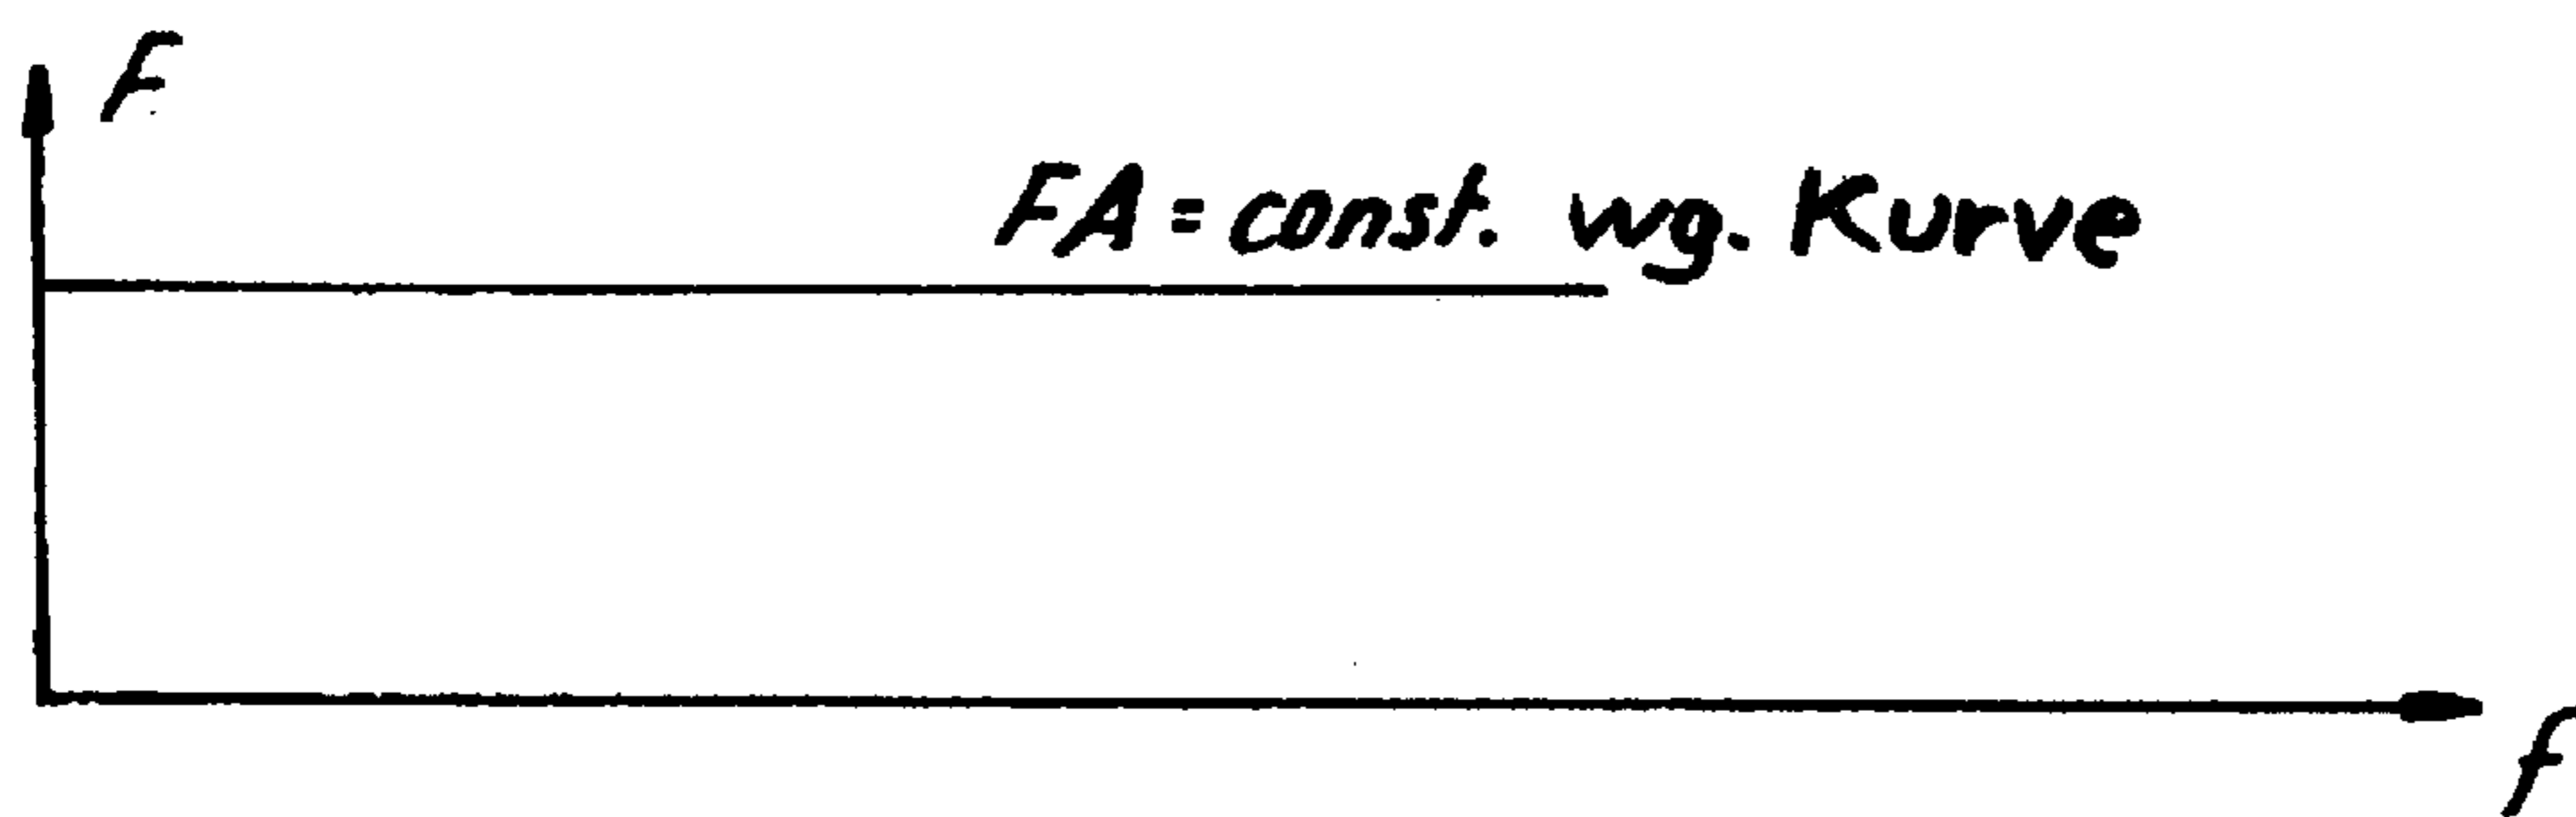 F
FA = const. wg. Kurve
f